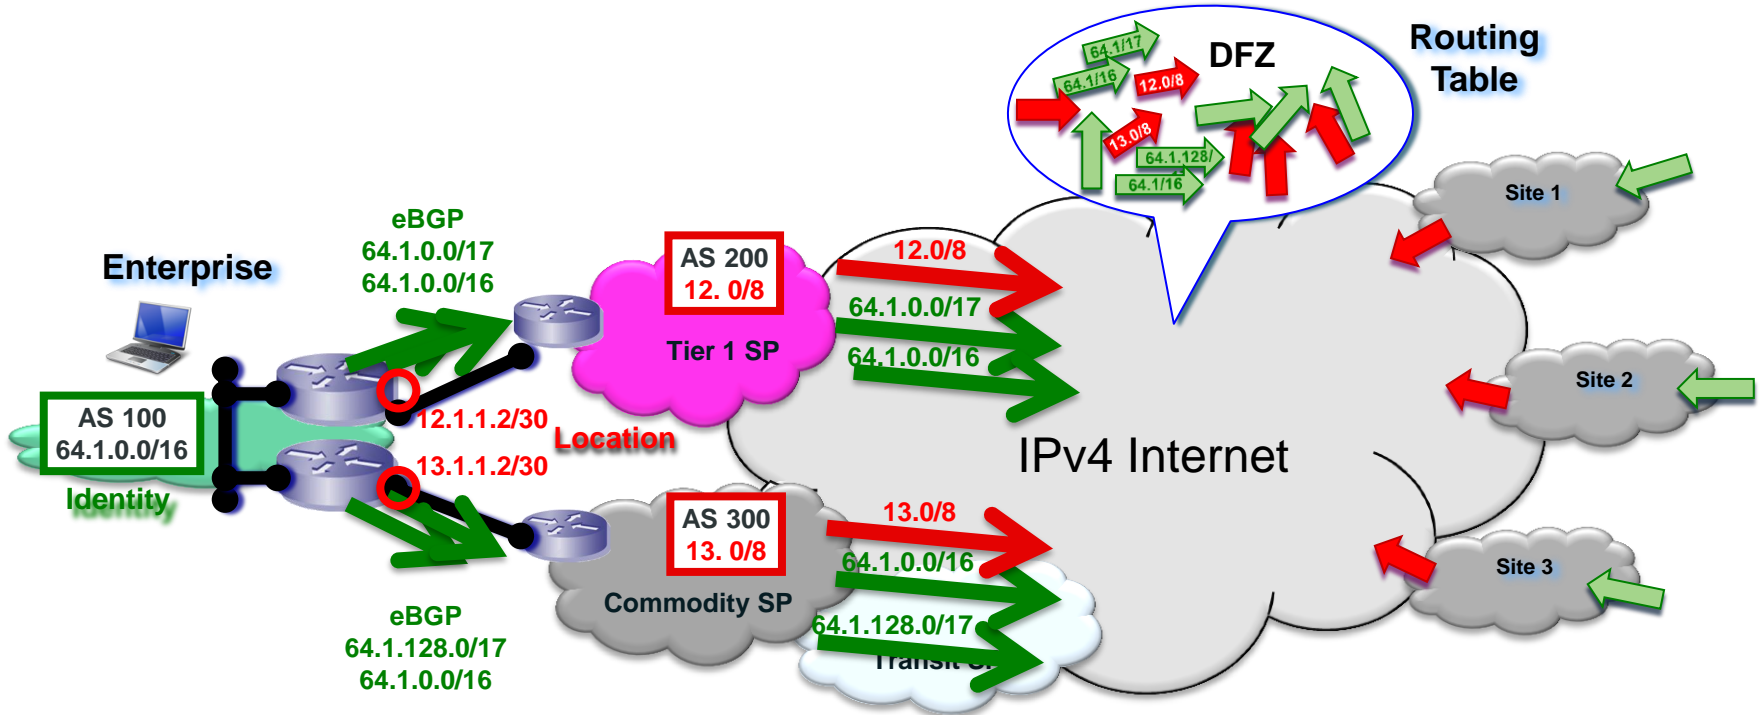 Routing
Table
DFZ
64.1/17
64.1/16
12.0/8
13.0/8
64.1.128/
64.1/16
Site 1
eBGP
64.1.0.0/17
64.1.0.0/16
Enterprise
AS 200
12. 0/8
Tier 1 SP
12.0/8
64.1.0.0/17
64.1.0.0/16
Site 2
AS 100
64.1.0.0/16
Identity
12.1.1.2/30
Location
13.1.1.2/30
IPv4 Internet
AS 300
13. 0/8
Commodity SP
13.0/8
64.1.0.0/16
64.1.128.0/17
Transit
Site 3
eBGP
64.1.128.0/17
64.1.0.0/16